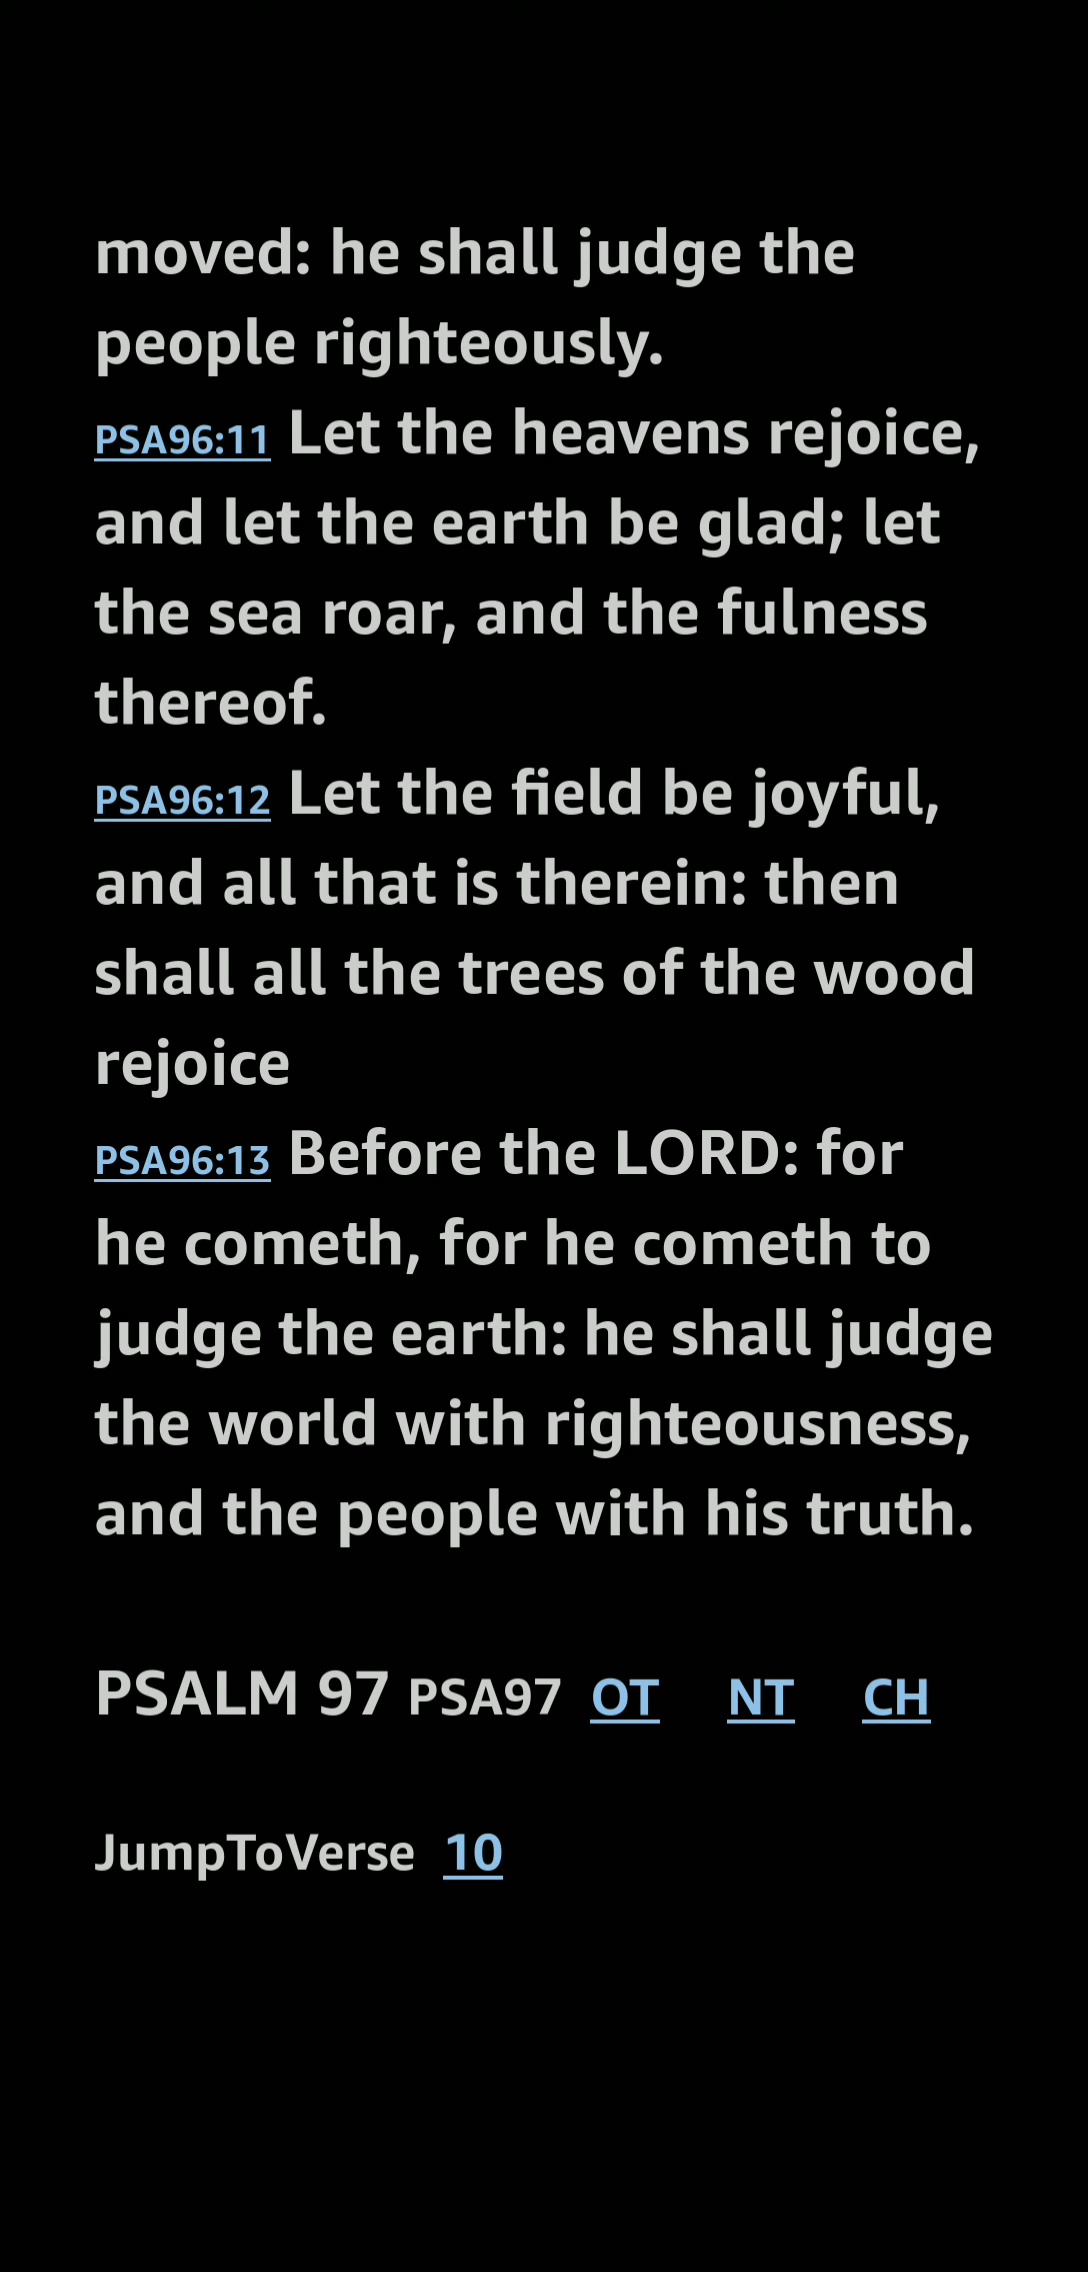 moved: he shall judge the
people righteously.
PSA96:11 Let the heavens rejoice,
and let the earth be glad; let
the sea roar, and the fulness
thereof.
PSA96:12 Let the field be joyful,
and all that is therein: then
shall all the trees of the wood
rejoice
PSA96:13 Before the LORD: for
he cometh, for he cometh to
judge the earth: he shall judge
the world with righteousness,
and the people with his truth.
PSALM 97 PSA97 OT NT CH
JumpToVerse 10